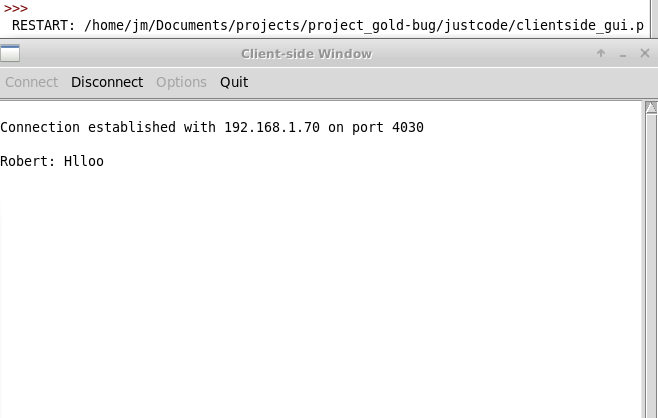 >>>
RESTART: /home/jm/Documents/projects/project_gold-bug/justcode/clientside_gui.p
Client-side Window
Connect Disconnect Options Quit
Connection established with 192.168.1.70 on port 4030
Robert: Hlloo